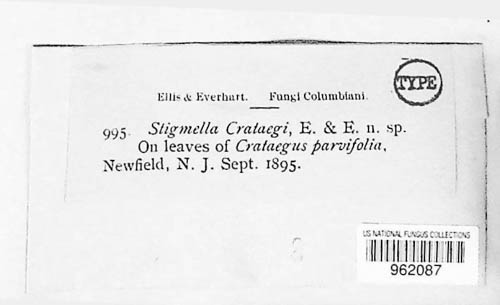 Ellis & Everhart. Fungi Columbiani.
TYPE
995. Stigmella Crataegi, E. & E. n. sp.
On leaves of Crataegus parvifolia,
Newfield, N. J. Sept. 1895.
US NATIONAL FUNGUS COLLECTIONS
962087